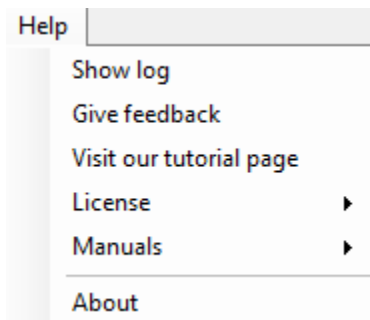 Help
Show log
Give feedback
Visit our tutorial page
License
Manuals
About